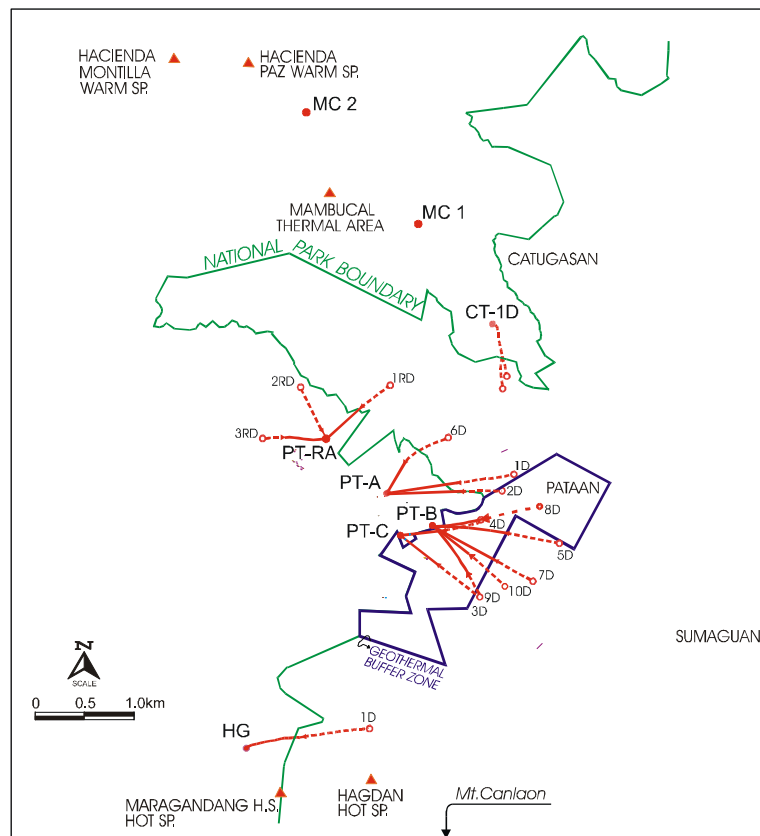 HACIENDA
MONTILLA
WARM SP.
HACIENDA
PAZ WARM SP.
MC 2
MAMBUCAL
THERMAL AREA
MC 1
NATIONAL PARK BOUNDARY
CATUGASAN
CT-1D
2RD
1RD
3RD
PT-RA
6D
PT-A
1D
2D
PATAAN
PT-B
8D
4D
PT-C
5D
7D
10D
9D
3D
SUMAGUAN
GEOTHERMAL
BUFFER ZONE
N
SCALE
0 0.5 1.0km
1D
HG
MARAGANDANG H.S.
HOT SP.
HAGDAN
HOT SP.
Mt.Canlaon